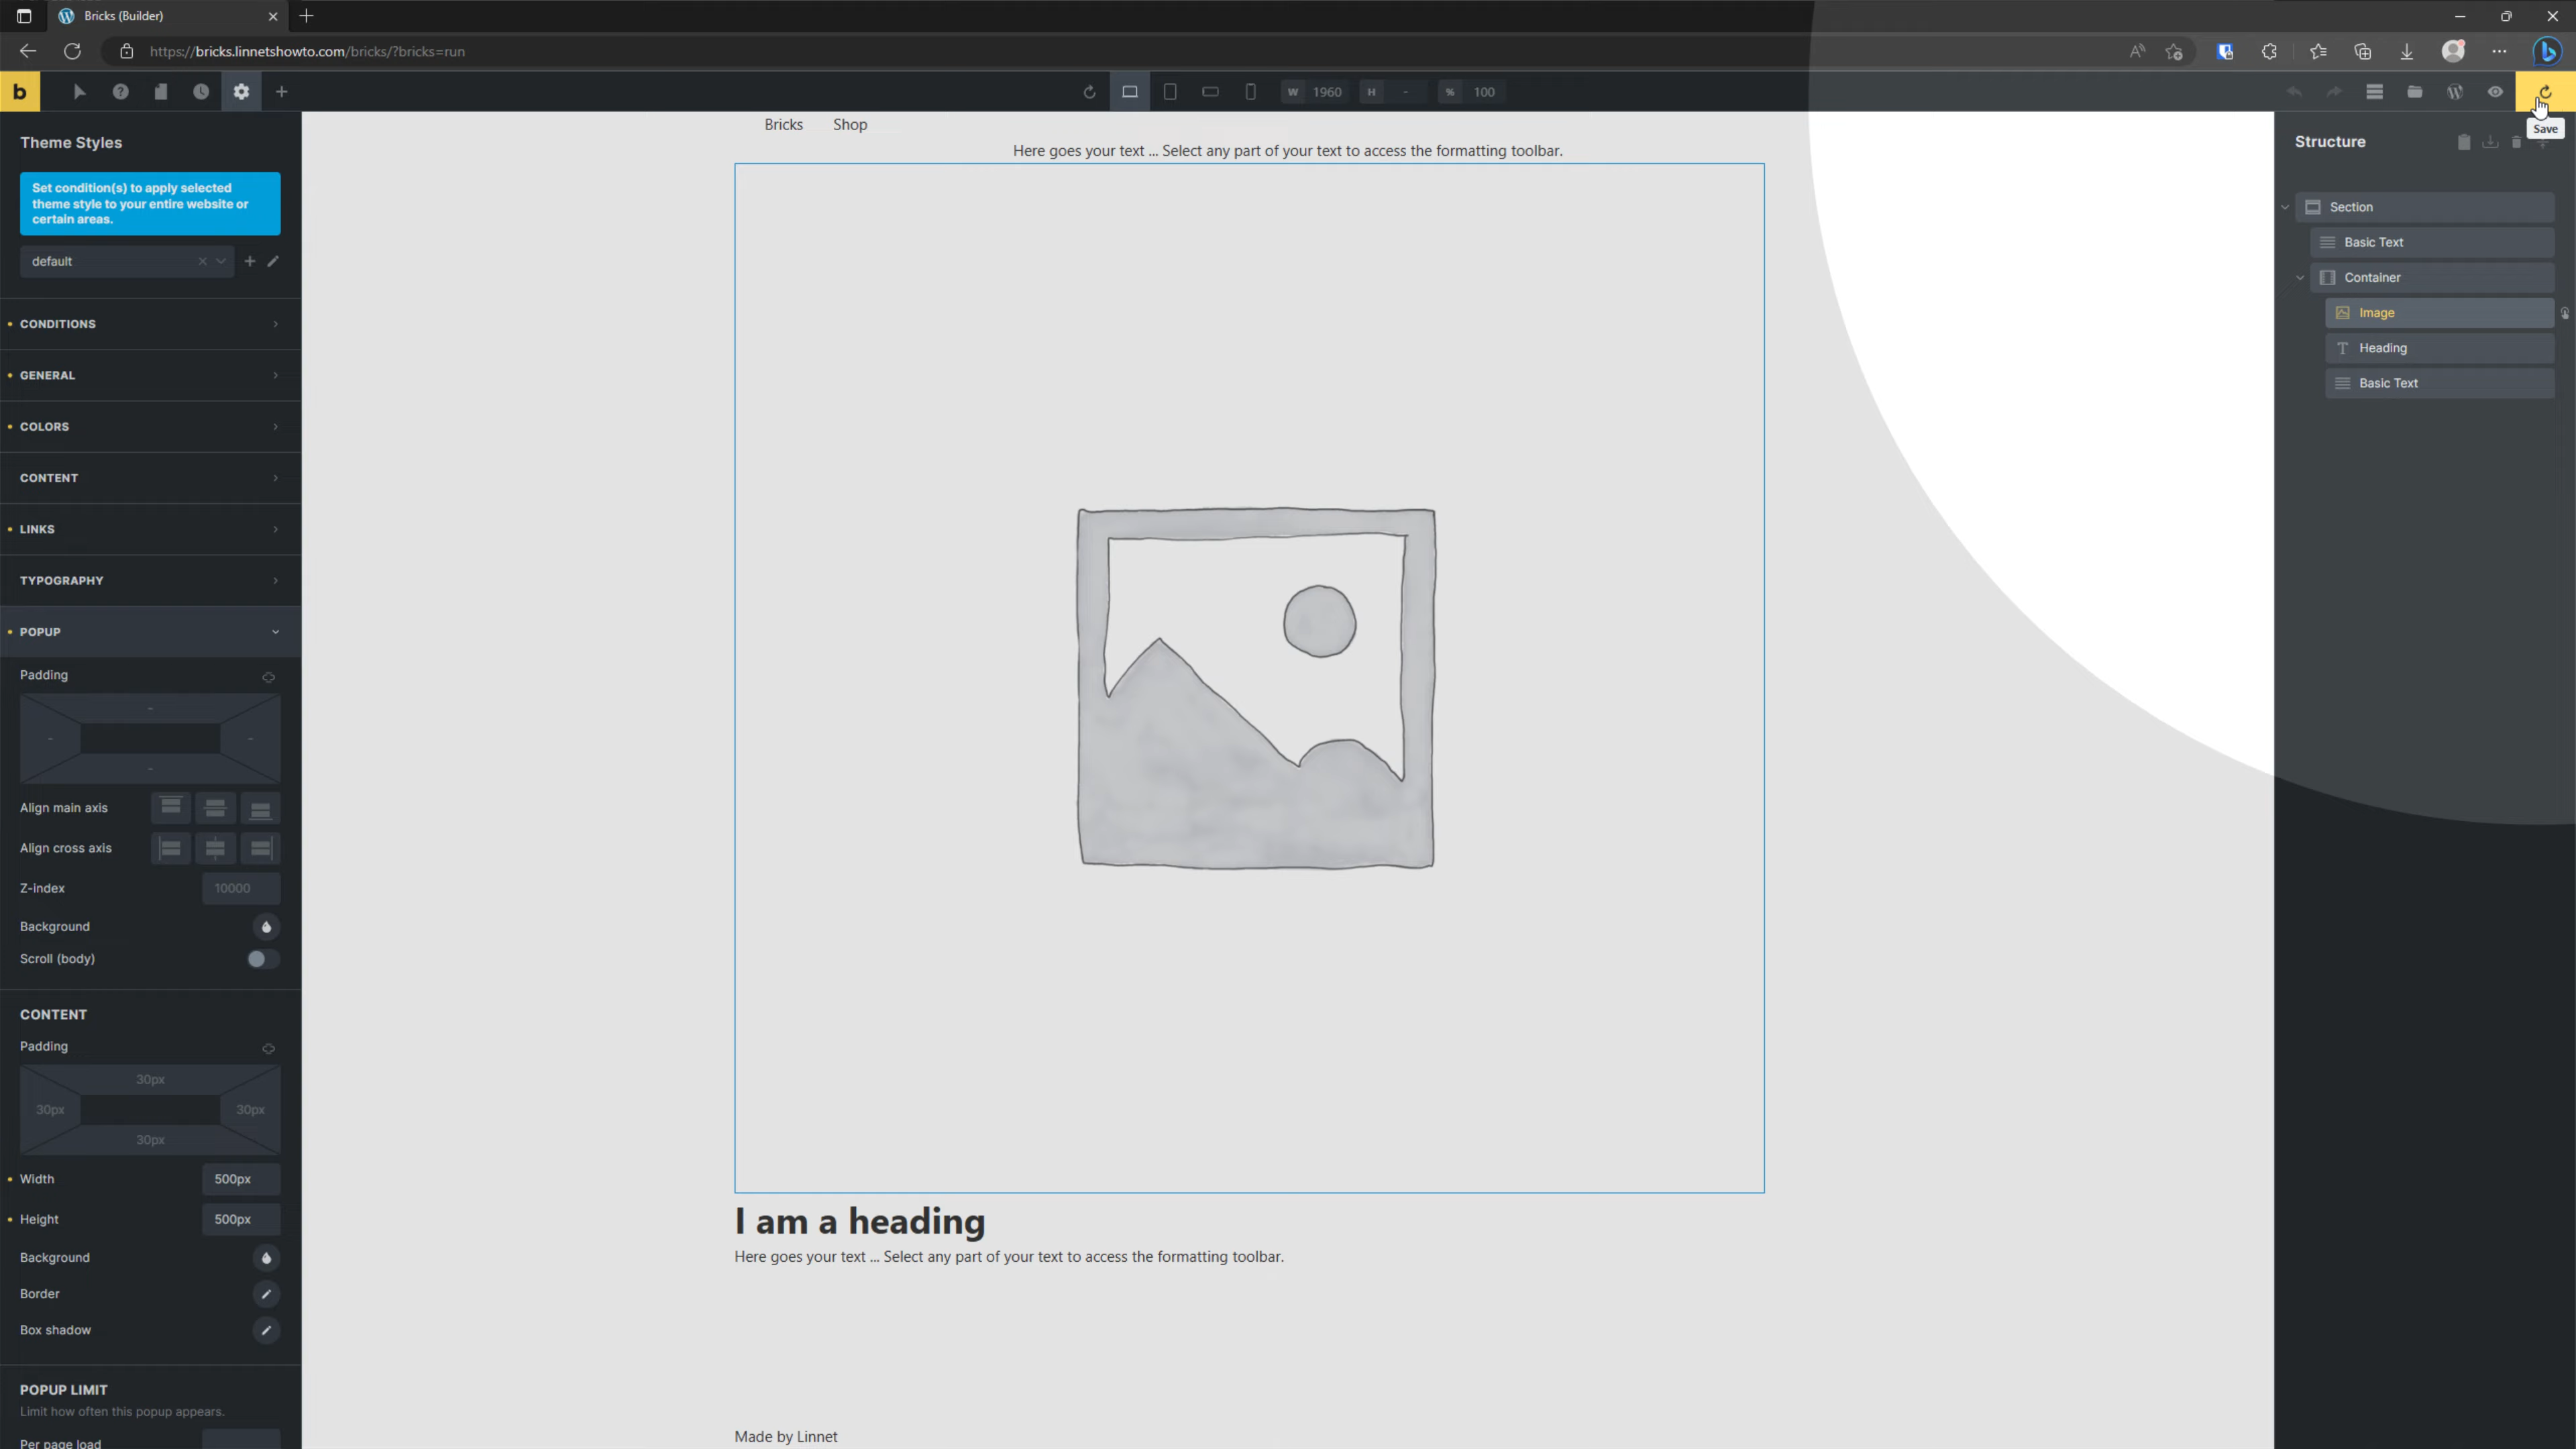 Bricks (Builder)
https://bricks.linnetshowto.com/bricks/?bricks=run
b
W 1960 H - % 100
Save
Theme Styles
Set condition(s) to apply selected
theme style to your entire website or
certain areas.
default
CONDITIONS
GENERAL
COLORS
CONTENT
LINKS
TYPOGRAPHY
POPUP
Padding
-
- -
-
Align main axis
Align cross axis
Z-index 10000
Background
Scroll (body)
CONTENT
Padding
30px
30px 30px
30px
Width 500px
Height 500px
Background
Border
Box shadow
POPUP LIMIT
Limit how often this popup appears.
Per page load
Bricks Shop
Here goes your text ... Select any part of your text to access the formatting toolbar.
I am a heading
Here goes your text ... Select any part of your text to access the formatting toolbar.
Made by Linnet
Structure
Section
Basic Text
Container
Image
Heading
Basic Text